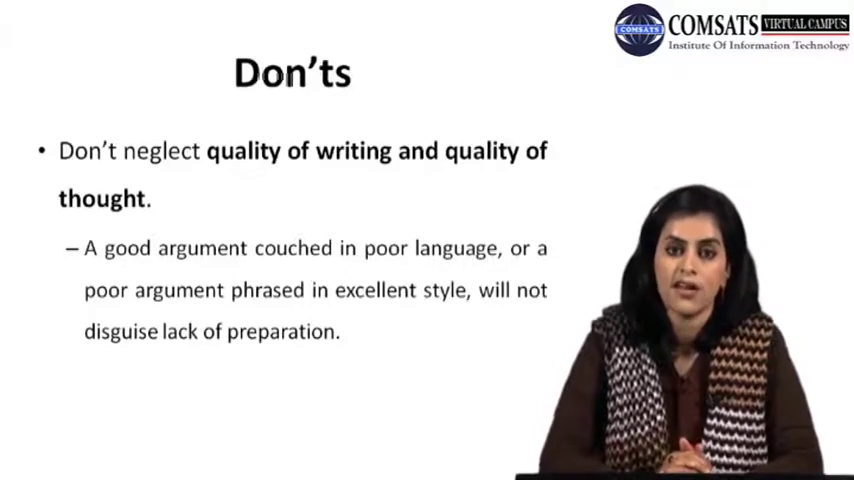 COMSATS VIRTUAL CAMPUS
COMSATS
Institute Of Information Technology
Don'ts
• Don't neglect quality of writing and quality of
thought.
– A good argument couched in poor language, or a
poor argument phrased in excellent style, will not
disguise lack of preparation.